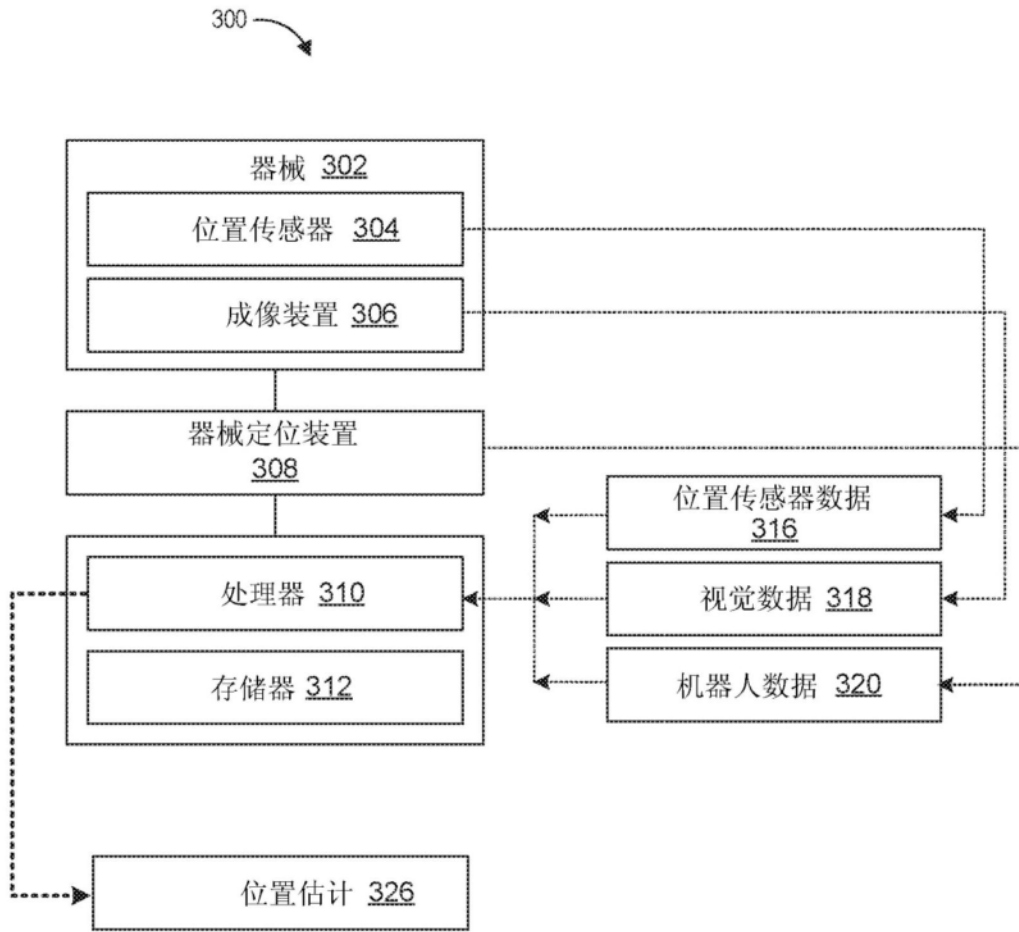 300
器械 302
位置传感器 304
成像装置 306
器械定位装置
308
位置传感器数据
316
处理器 310
视觉数据 318
存储器 312
机器人数据 320
位置估计 326